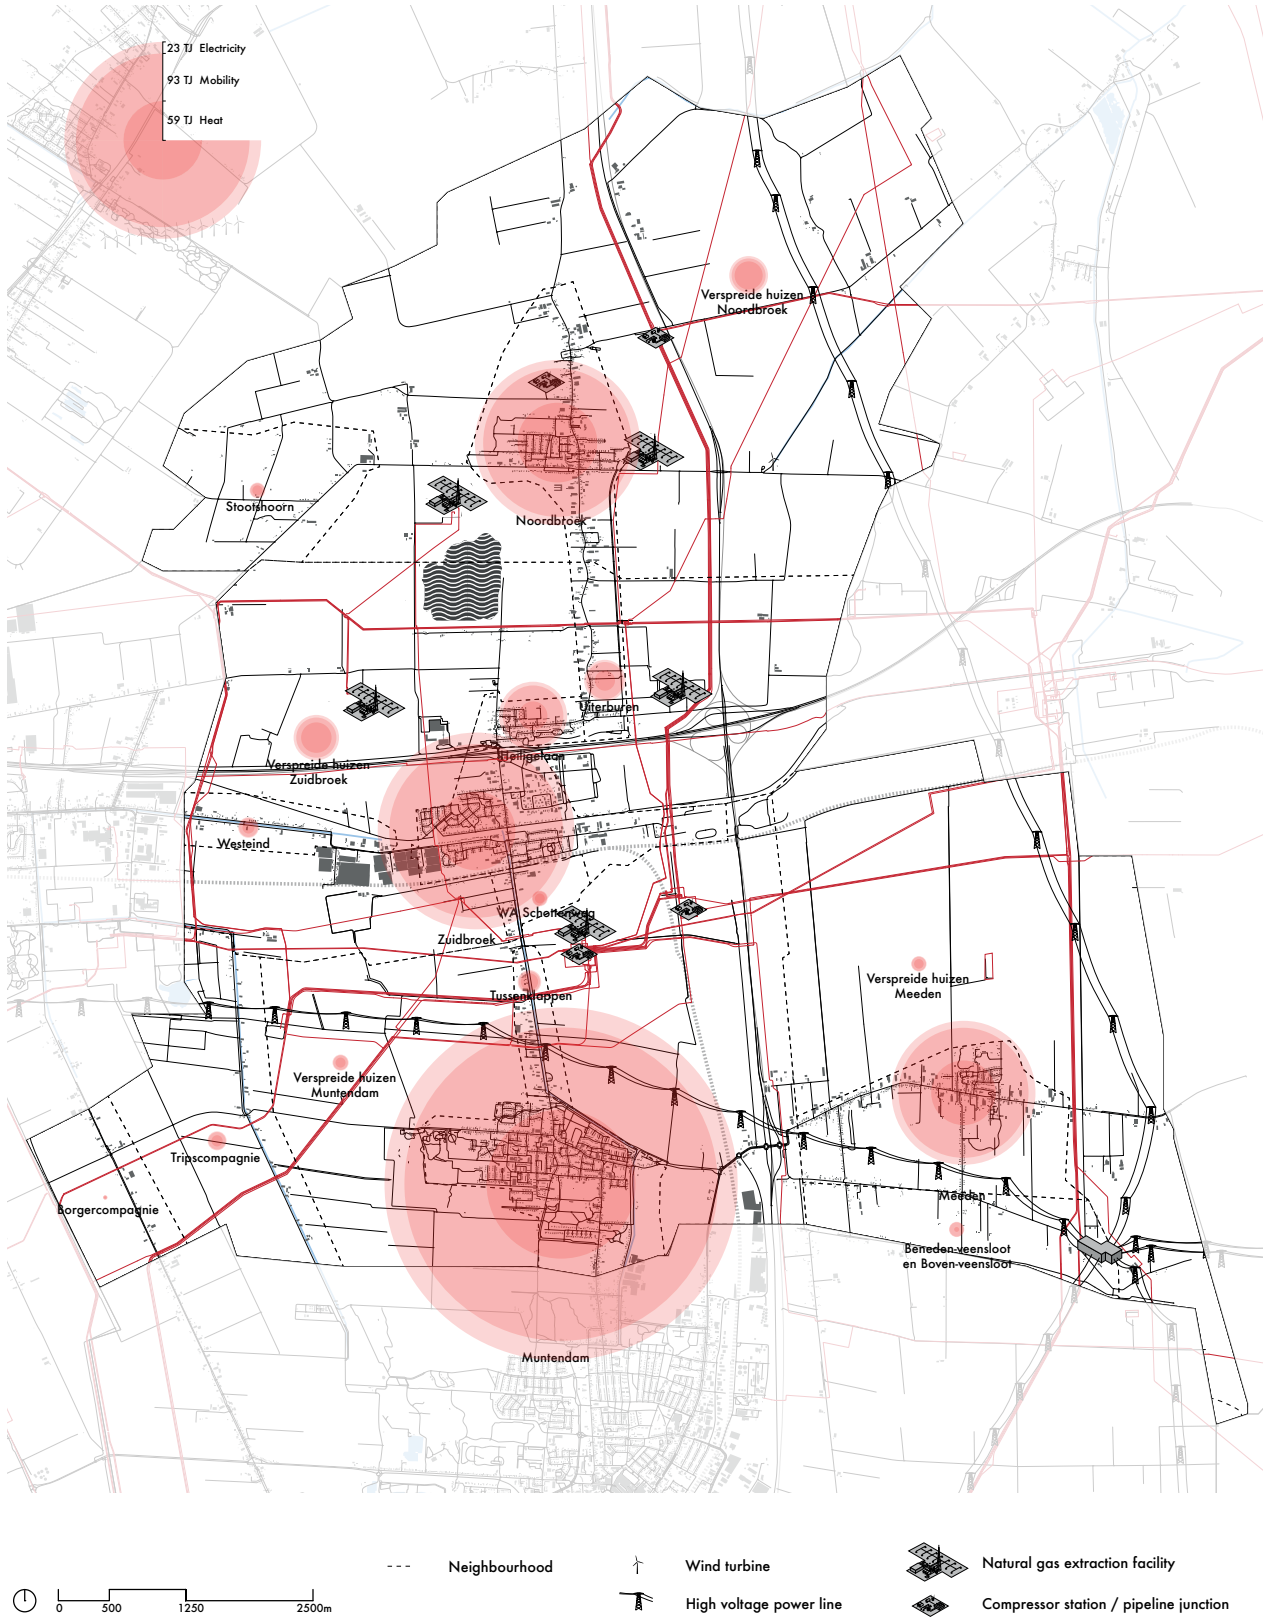 23 TJ Electricity
93 TJ Mobility
59 TJ Heat
Verspreide huizen
Noordbroek
Stootshoorn
Noordbroek
Uiterburen
Heiligelaan
Verspreide huizen
Zuidbroek
Westeind
WA Scholtenweg
Zuidbroek
Tussenklappen
Verspreide huizen
Meeden
Verspreide huizen
Muntendam
Tripscompagnie
Borgercompagnie
Meeden
Beneden-veensloot
en Boven-veensloot
Muntendam
Neighbourhood
Wind turbine
Natural gas extraction facility
High voltage power line
Compressor station / pipeline junction
0 500 1250 2500m